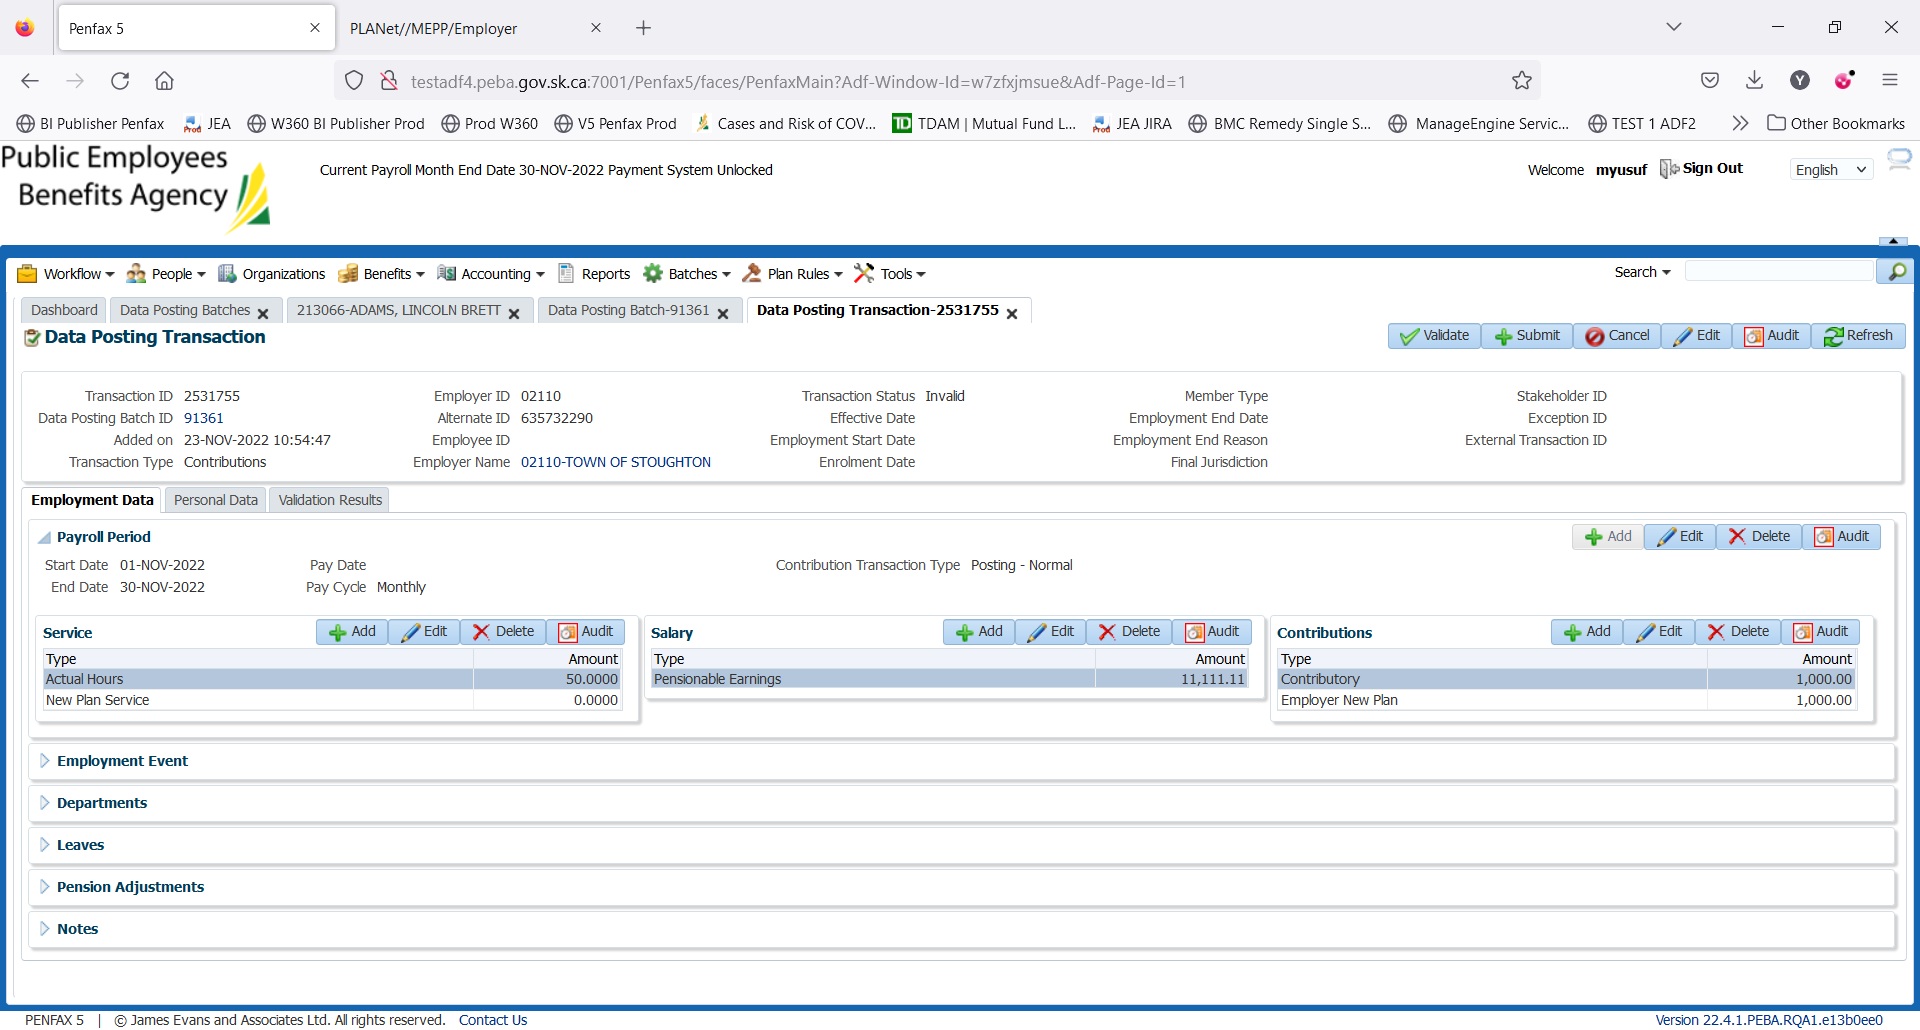 Penfax 5
PLANet//MEPP/Employer
testadf4.peba.gov.sk.ca:7001/Penfax5/faces/PenfaxMain?Adf-Window-Id=w7zfxjmsue&Adf-Page-Id=1
BI Publisher Penfax JEA W360 BI Publisher Prod Prod W360 V5 Penfax Prod Cases and Risk of COV... TDAM | Mutual Fund L... JEA JIRA BMC Remedy Single S... ManageEngine Servic... TEST 1 ADF2 Other Bookmarks
Public Employees
Benefits Agency
Current Payroll Month End Date 30-NOV-2022 Payment System Unlocked
Welcome myusuf Sign Out English
Workflow People Organizations Benefits Accounting Reports Batches Plan Rules Tools Search
Dashboard Data Posting Batches 213066-ADAMS, LINCOLN BRETT Data Posting Batch-91361 Data Posting Transaction-2531755
Data Posting Transaction Validate Submit Cancel Edit Audit Refresh
Transaction ID 2531755 Employer ID 02110 Transaction Status Invalid Member Type Stakeholder ID
Data Posting Batch ID 91361 Alternate ID 635732290 Effective Date Employment End Date Exception ID
Added on 23-NOV-2022 10:54:47 Employee ID Employment Start Date Employment End Reason External Transaction ID
Transaction Type Contributions Employer Name 02110-TOWN OF STOUGHTON Enrolment Date Final Jurisdiction
Employment Data Personal Data Validation Results
Payroll Period Add Edit Delete Audit
Start Date 01-NOV-2022 Pay Date Contribution Transaction Type Posting - Normal
End Date 30-NOV-2022 Pay Cycle Monthly
Service Add Edit Delete Audit
Type Amount
Actual Hours 50.0000
New Plan Service 0.0000
Salary Add Edit Delete Audit
Type Amount
Pensionable Earnings 11,111.11
Contributions Add Edit Delete Audit
Type Amount
Contributory 1,000.00
Employer New Plan 1,000.00
Employment Event
Departments
Leaves
Pension Adjustments
Notes
PENFAX 5 | © James Evans and Associates Ltd. All rights reserved. Contact Us Version 22.4.1.PEBA.RQA1.e13b0ee0